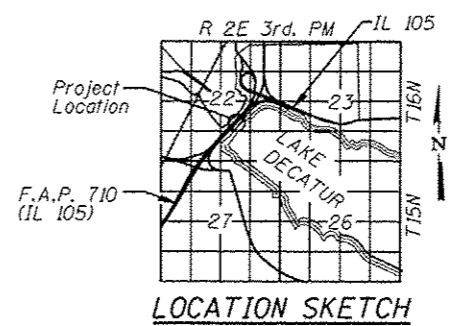 R 2E 3rd. PM
IL 105
Project
Location
22
23
T16N
LAKE
DECATUR
N
F.A.P. 710
(IL 105)
27
26
T15N
LOCATION SKETCH